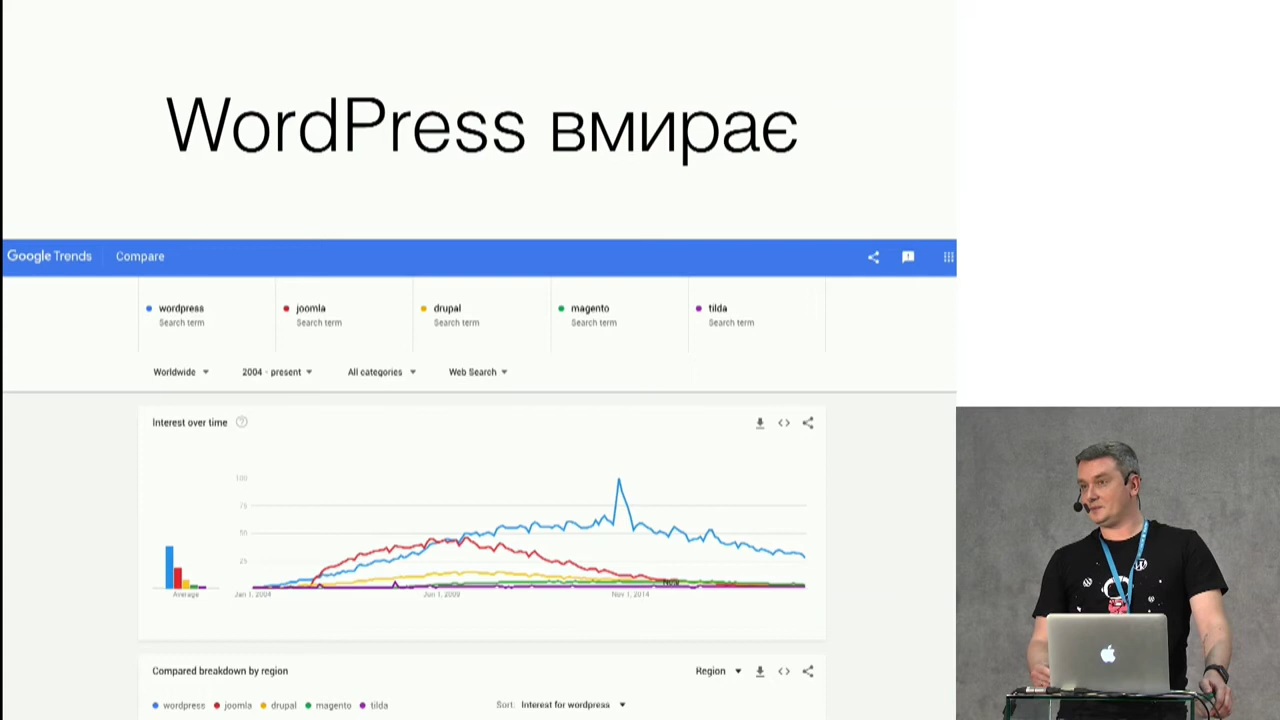 WordPress вмирає
Google Trends Compare
wordpress joomla drupal magento tilda
Search term Search term Search term Search term Search term
Worldwide 2004 - present All categories Web Search
Interest over time
100
75
50
25
Note
Average
Jan 1, 2004 Jun 1, 2009 Nov 1, 2014
Compared breakdown by region Region
wordpress joomla drupal magento tilda Sort: Interest for wordpress